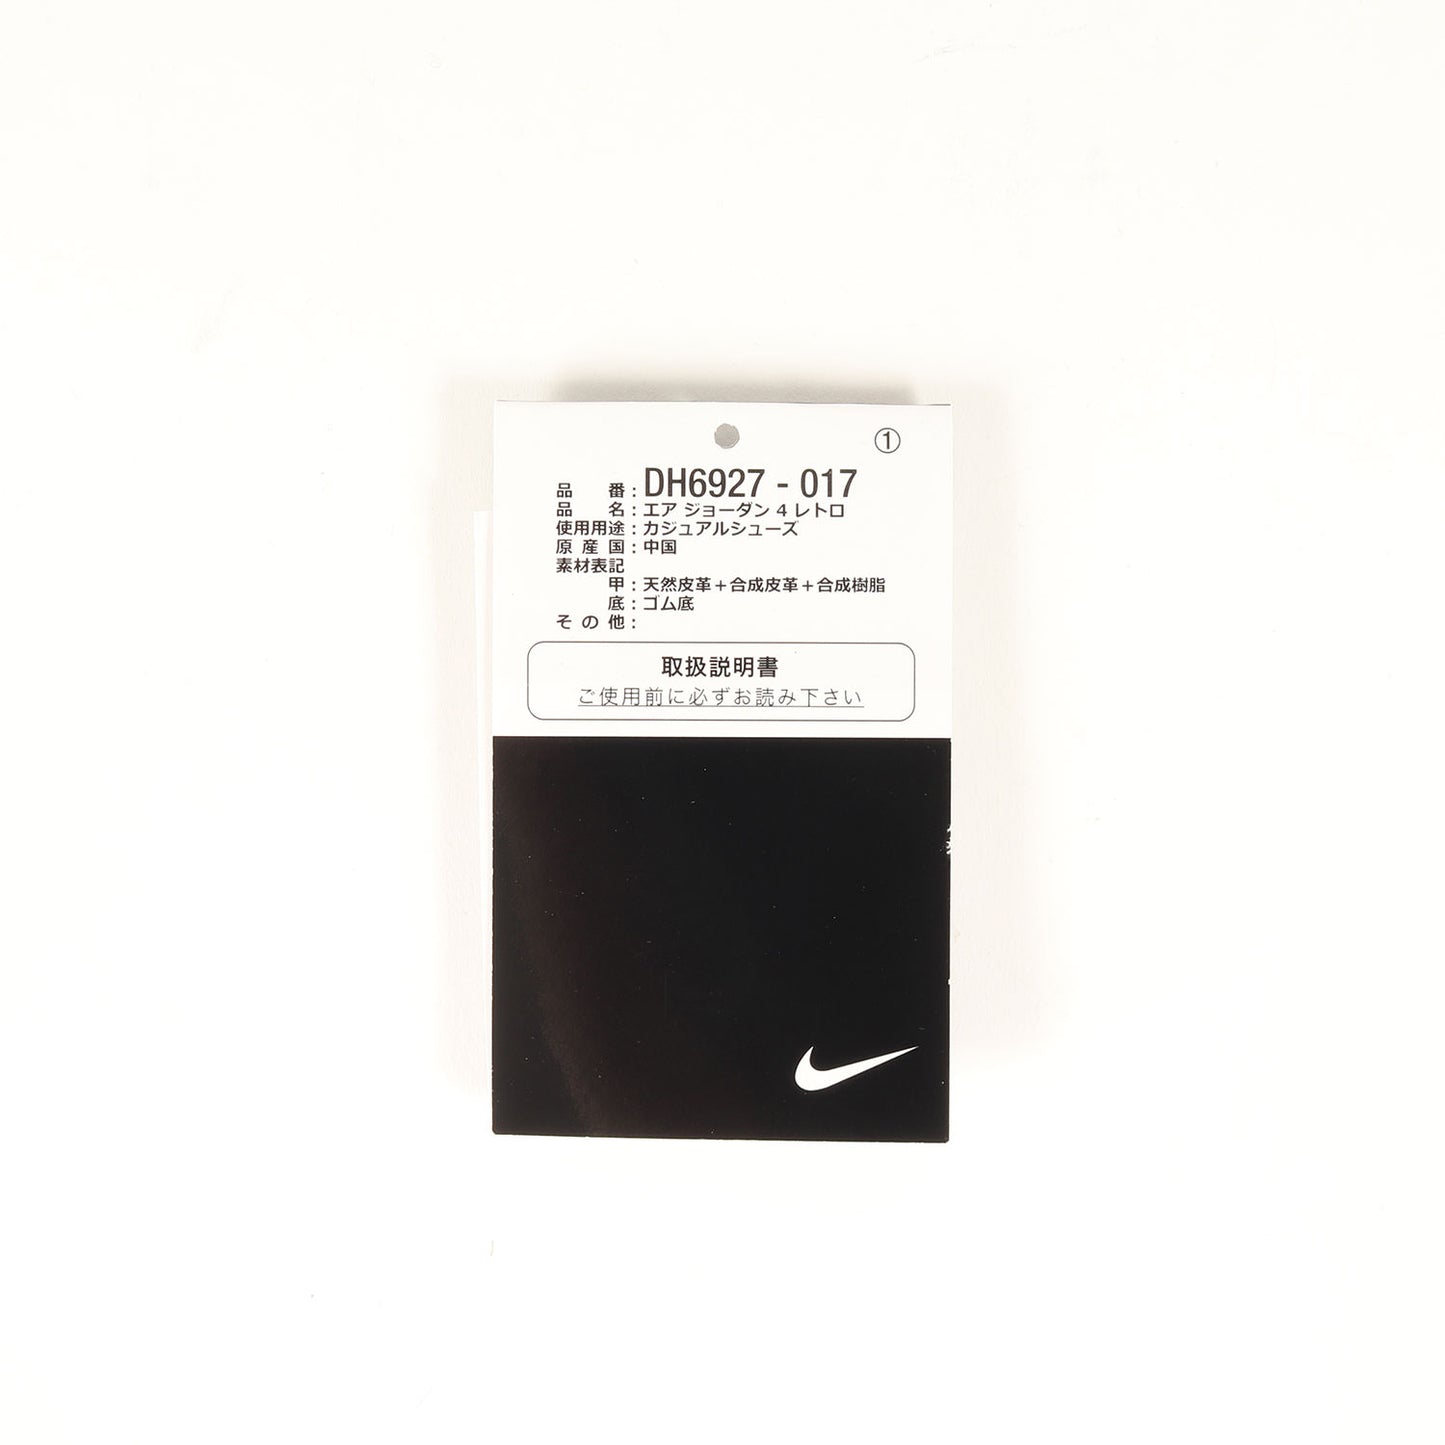 ①
品 番：DH6927 - 017
品 名：エア ジョーダン 4 レトロ
使用用途：カジュアルシューズ
原 産 国：中国
素材表記
甲：天然皮革＋合成皮革＋合成樹脂
底：ゴム底
そ の 他：
取扱説明書
ご使用前に必ずお読み下さい